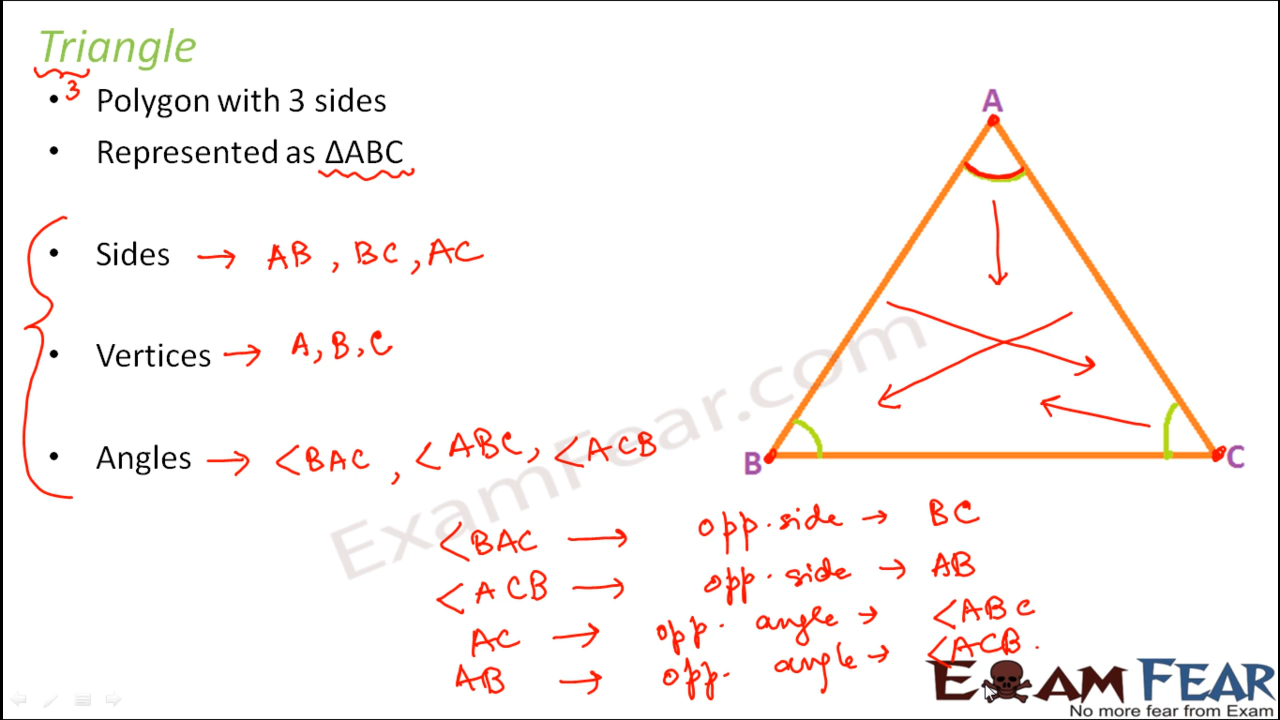 Triangle
3
• Polygon with 3 sides
• Represented as ΔABC
• Sides → AB, BC, AC
• Vertices → A, B, C
• Angles → <BAC, <ABC, <ACB
A
B
C
<BAC → opp. side → BC
<ACB → opp. side → AB
AC → opp. angle → <ABC
AB → opp. angle → <ACB.
ExamFear.com
EXAM FEAR
No more fear from Exam